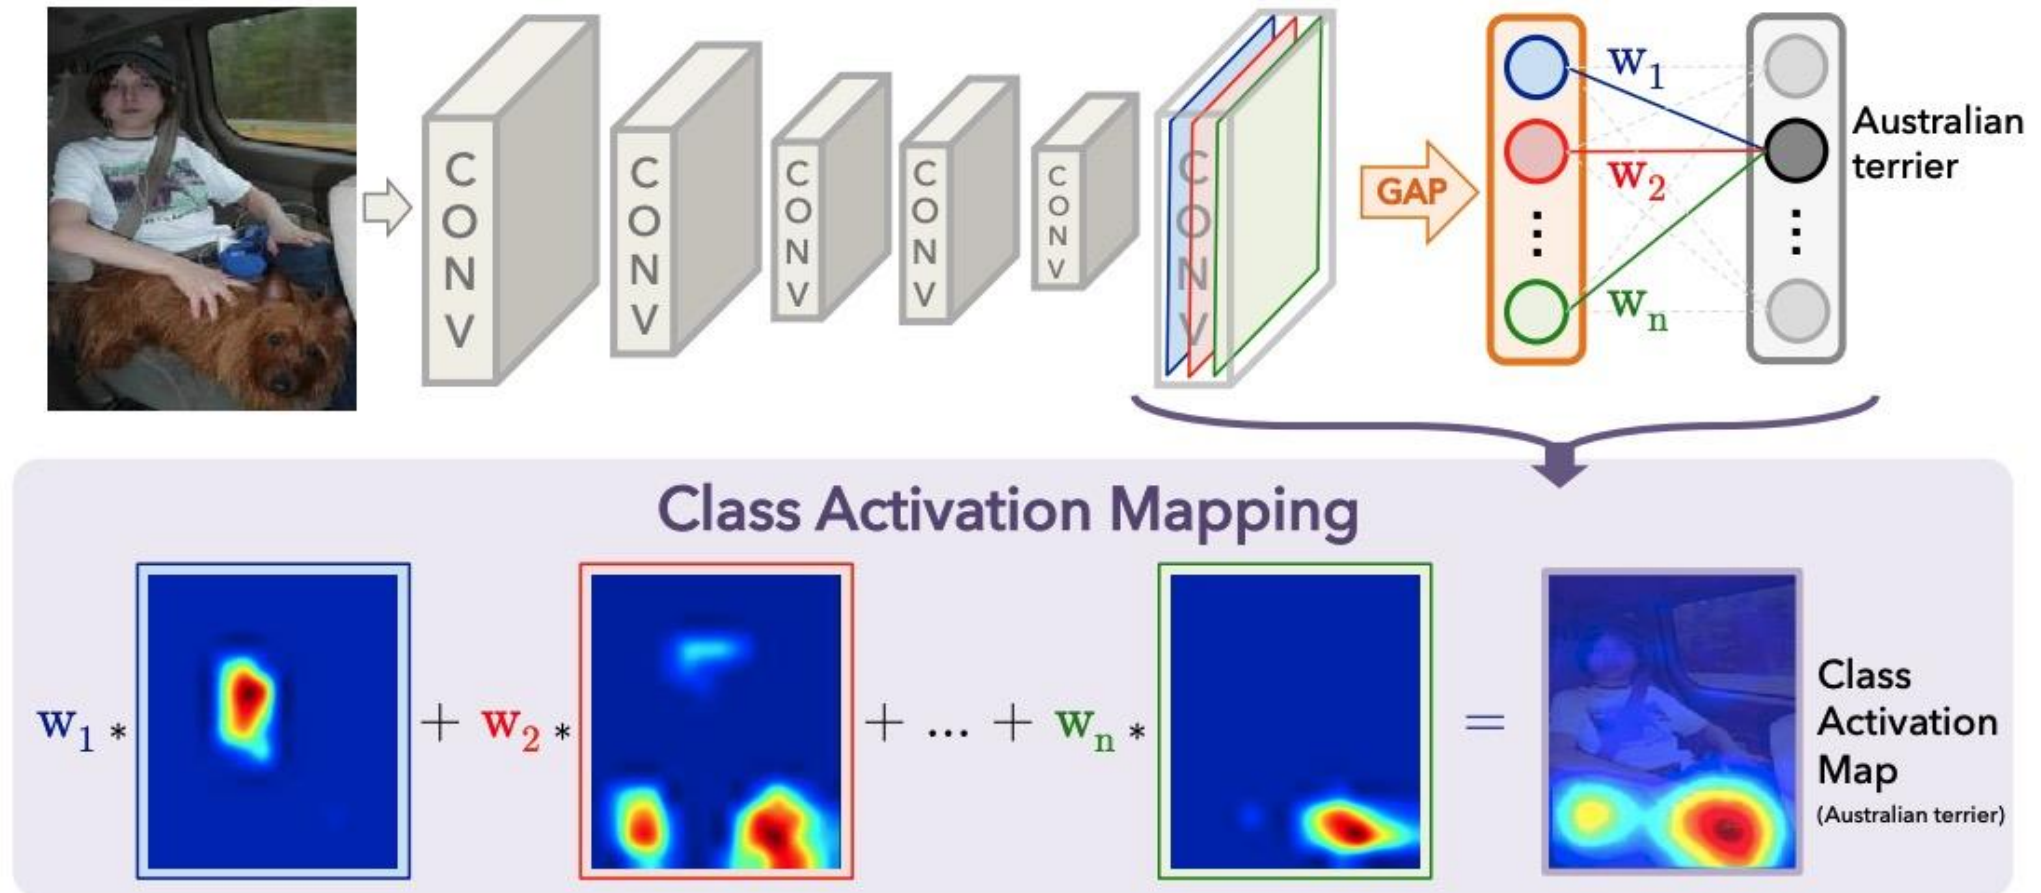 CONV
CONV
CONV
CONV
CONV
CONV
GAP
w1
w2
⋮
wn
⋮
Australian
terrier
Class Activation Mapping
w1 * + w2 * + ... + wn * =
Class
Activation
Map
(Australian terrier)